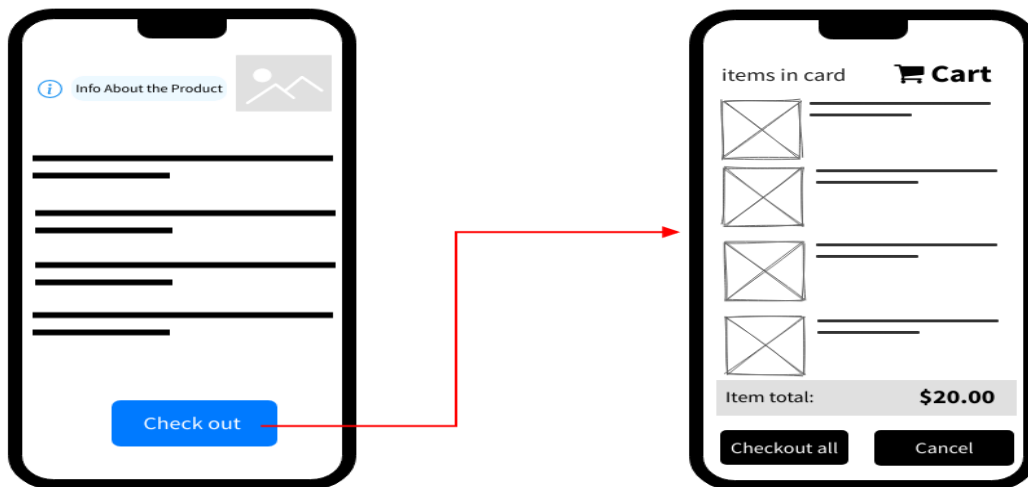 Info About the Product
Check out
items in card
Cart
Item total:
$20.00
Checkout all
Cancel